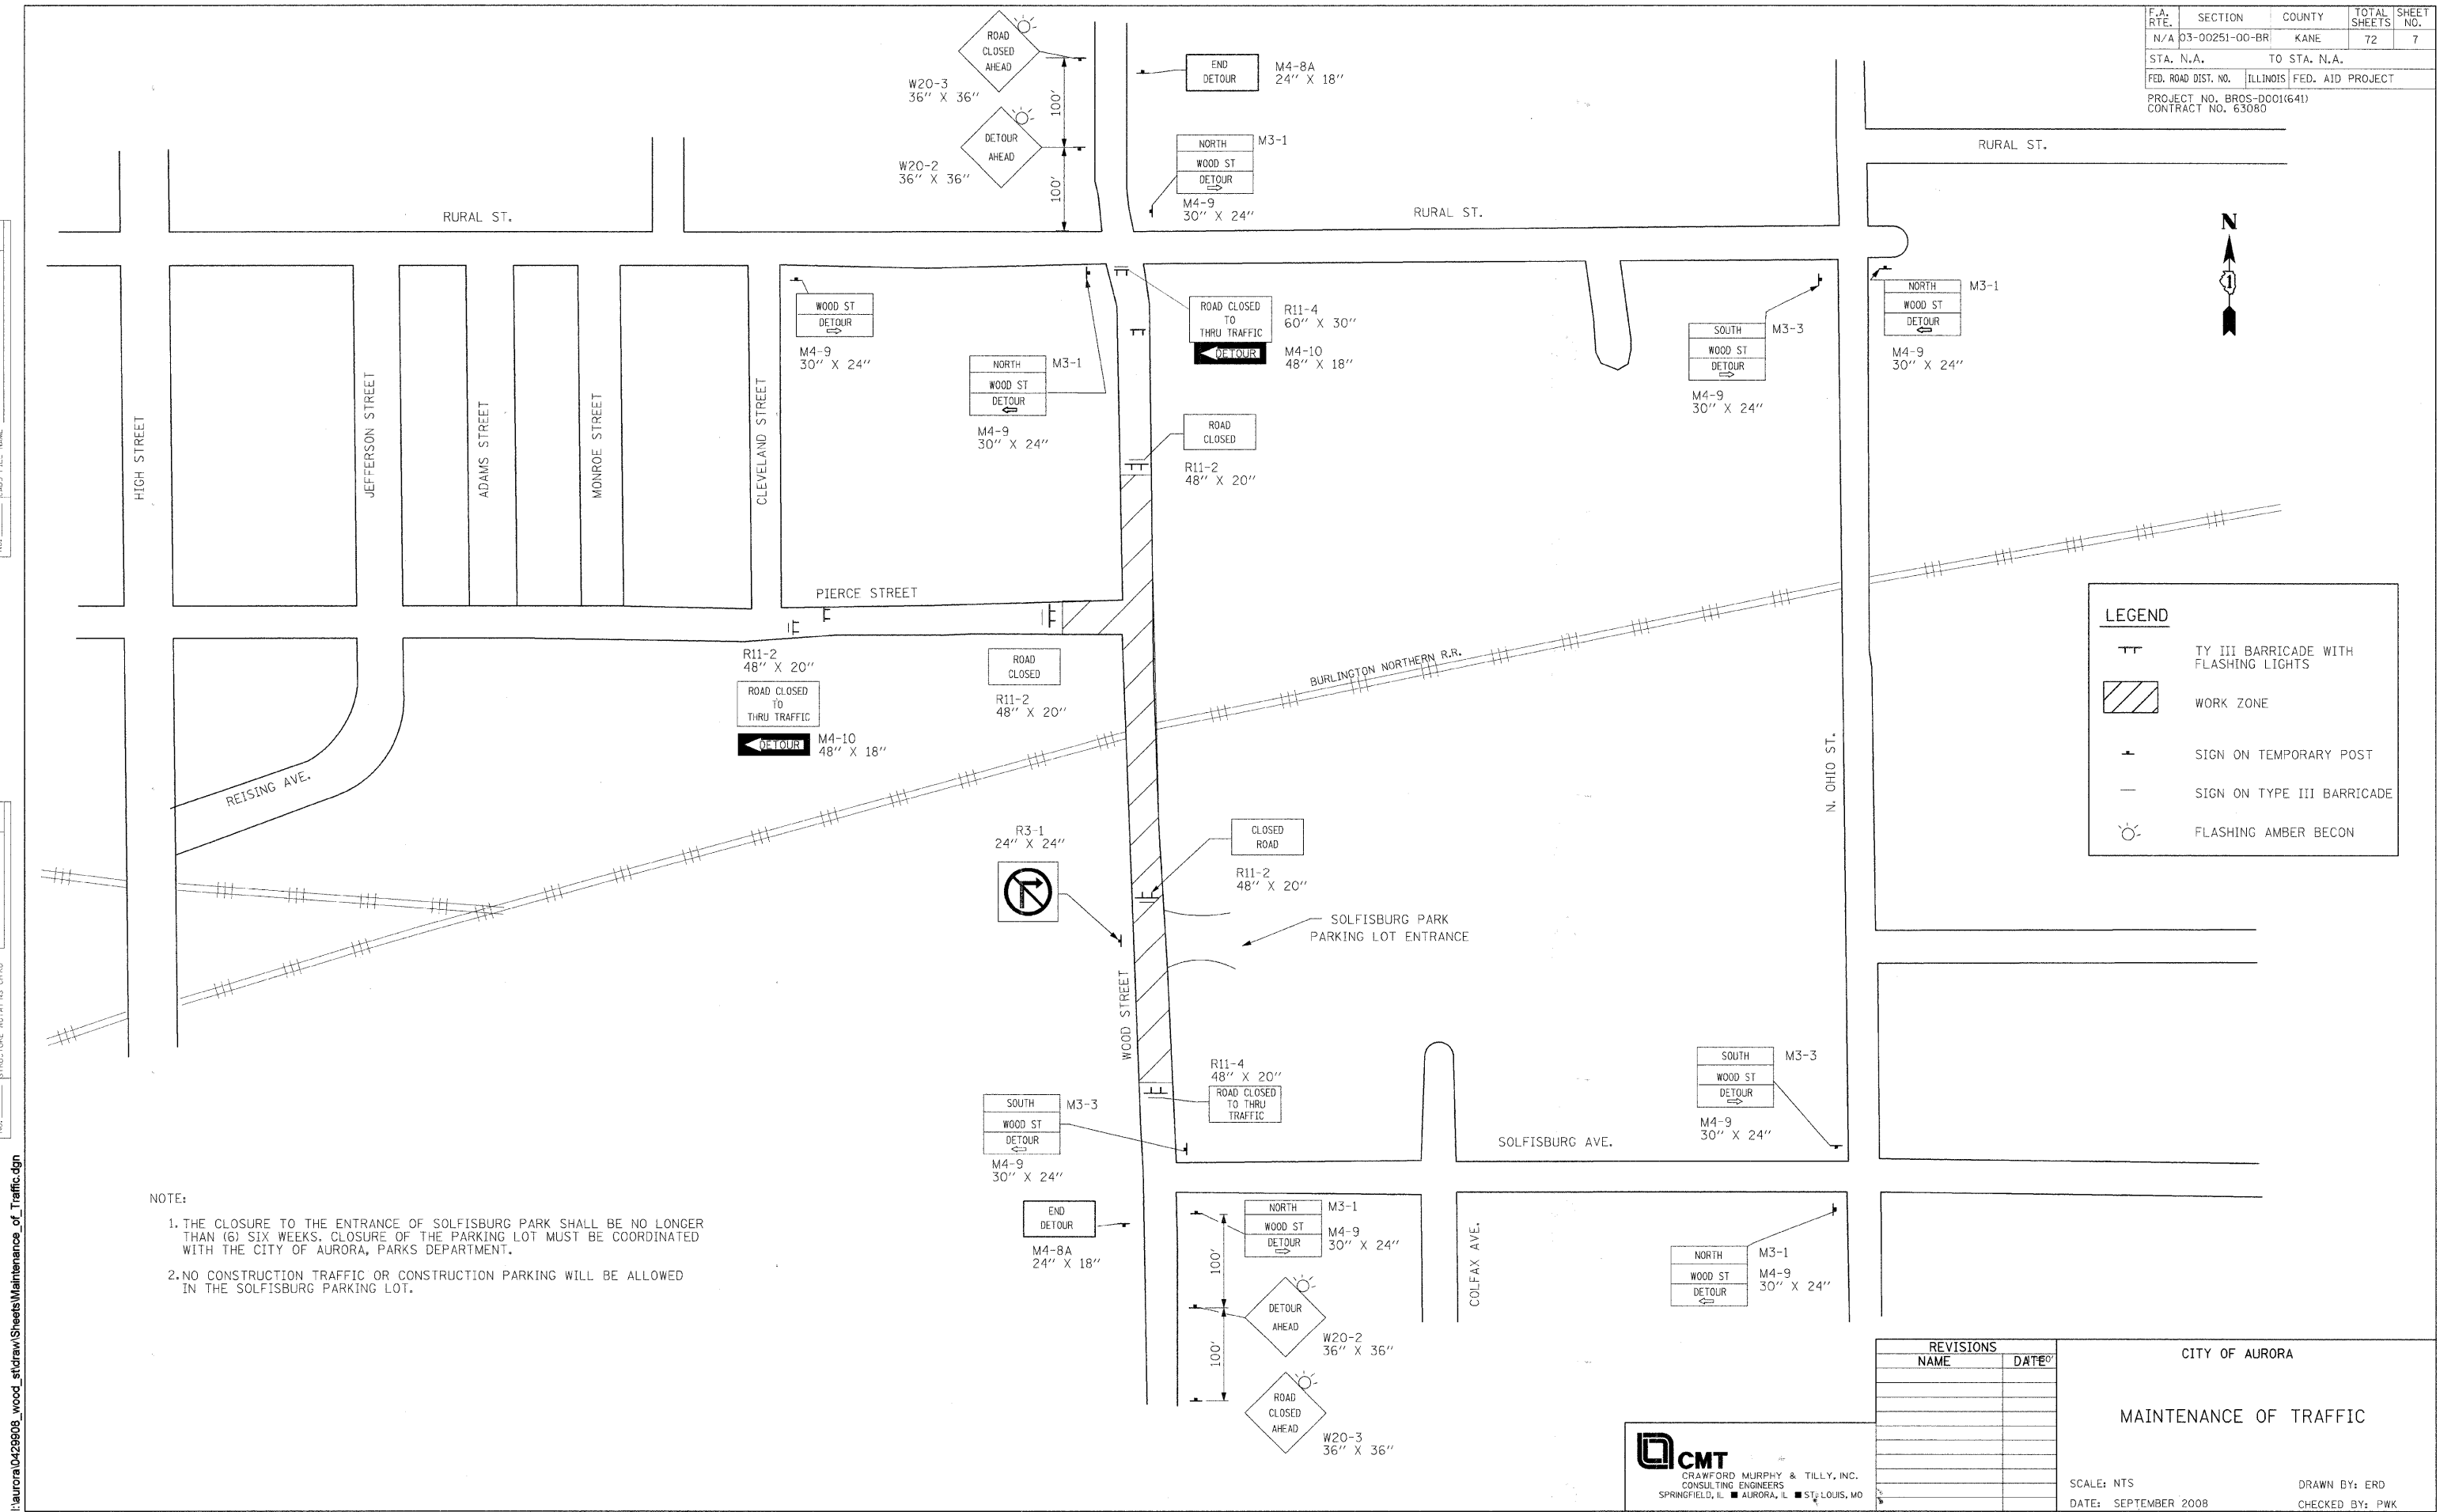 F.A. RTE. SECTION COUNTY TOTAL SHEETS SHEET NO.
N/A 03-00251-00-BR KANE 72 7
STA. N.A. TO STA. N.A.
FED. ROAD DIST. NO. ILLINOIS FED. AID PROJECT
PROJECT NO. BROS-D001(641)
CONTRACT NO. 63080
ROAD
CLOSED
AHEAD
W20-3
36" X 36"
100'
DETOUR
AHEAD
W20-2
36" X 36"
100'
END
DETOUR
M4-8A
24" X 18"
NORTH
M3-1
WOOD ST
DETOUR
M4-9
30" X 24"
RURAL ST.
RURAL ST.
RURAL ST.
N
1
WOOD ST
DETOUR
M4-9
30" X 24"
NORTH
M3-1
WOOD ST
DETOUR
M4-9
30" X 24"
ROAD CLOSED
TO
THRU TRAFFIC
R11-4
60" X 30"
DETOUR
M4-10
48" X 18"
SOUTH
M3-3
WOOD ST
DETOUR
M4-9
30" X 24"
NORTH
M3-1
WOOD ST
DETOUR
M4-9
30" X 24"
ROAD
CLOSED
R11-2
48" X 20"
HIGH STREET
JEFFERSON STREET
ADAMS STREET
MONROE STREET
CLEVELAND STREET
PIERCE STREET
R11-2
48" X 20"
ROAD CLOSED
TO
THRU TRAFFIC
DETOUR
M4-10
48" X 18"
ROAD
CLOSED
R11-2
48" X 20"
BURLINGTON NORTHERN R.R.
REISING AVE.
N. OHIO ST.
LEGEND
TY III BARRICADE WITH
FLASHING LIGHTS
WORK ZONE
SIGN ON TEMPORARY POST
SIGN ON TYPE III BARRICADE
FLASHING AMBER BECON
R3-1
24" X 24"
CLOSED
ROAD
R11-2
48" X 20"
SOLFISBURG PARK
PARKING LOT ENTRANCE
WOOD STREET
R11-4
48" X 20"
ROAD CLOSED
TO THRU
TRAFFIC
SOUTH
M3-3
WOOD ST
DETOUR
M4-9
30" X 24"
SOUTH
M3-3
WOOD ST
DETOUR
M4-9
30" X 24"
SOLFISBURG AVE.
END
DETOUR
M4-8A
24" X 18"
NORTH
M3-1
WOOD ST
M4-9
DETOUR
30" X 24"
100'
DETOUR
AHEAD
W20-2
36" X 36"
100'
ROAD
CLOSED
AHEAD
W20-3
36" X 36"
COLFAX AVE.
NORTH
M3-1
WOOD ST
M4-9
DETOUR
30" X 24"
NOTE:
1. THE CLOSURE TO THE ENTRANCE OF SOLFISBURG PARK SHALL BE NO LONGER
THAN (6) SIX WEEKS. CLOSURE OF THE PARKING LOT MUST BE COORDINATED
WITH THE CITY OF AURORA, PARKS DEPARTMENT.
2. NO CONSTRUCTION TRAFFIC OR CONSTRUCTION PARKING WILL BE ALLOWED
IN THE SOLFISBURG PARKING LOT.
I:\aurora\0429908_wood_st\draw\Sheets\Maintenance_of_Traffic.dgn
CMT
CRAWFORD MURPHY & TILLY, INC.
CONSULTING ENGINEERS
SPRINGFIELD, IL ■ AURORA, IL ■ ST. LOUIS, MO
REVISIONS
NAME DATE
CITY OF AURORA
MAINTENANCE OF TRAFFIC
SCALE: NTS
DRAWN BY: ERD
DATE: SEPTEMBER 2008
CHECKED BY: PWK